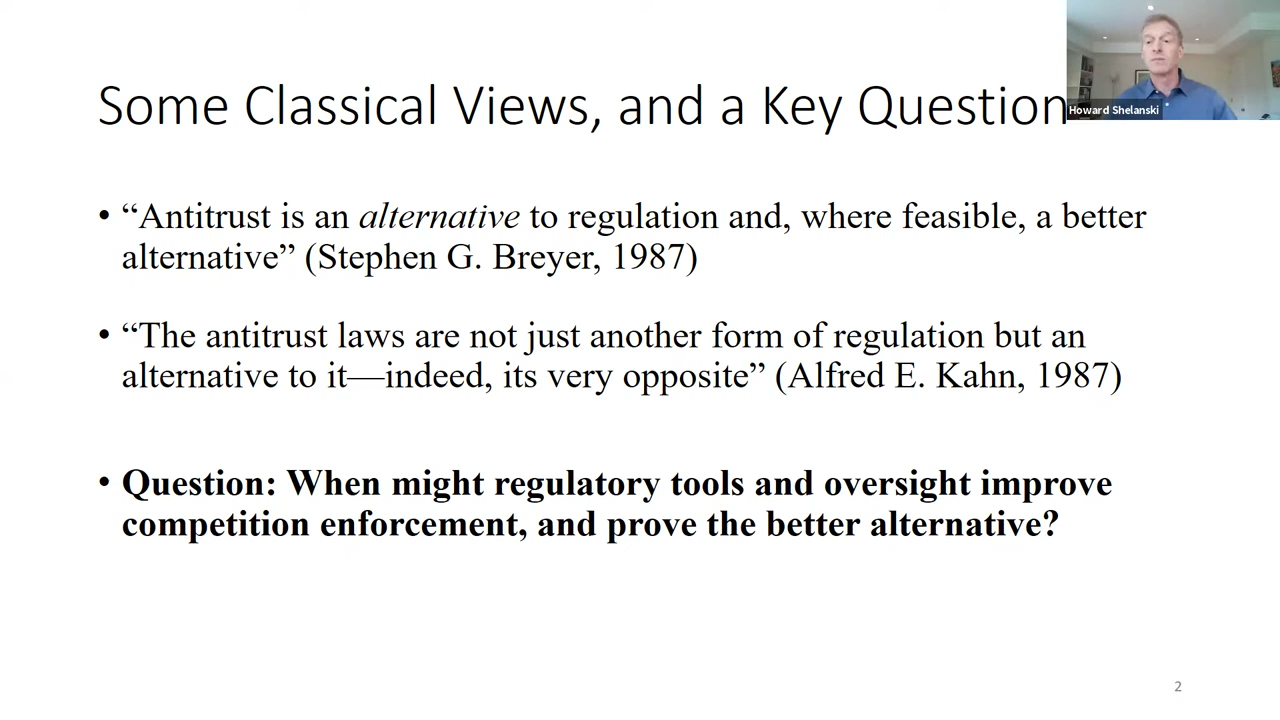 Some Classical Views, and a Key Question
Howard Shelanski
• “Antitrust is an alternative to regulation and, where feasible, a better
alternative” (Stephen G. Breyer, 1987)
• “The antitrust laws are not just another form of regulation but an
alternative to it—indeed, its very opposite” (Alfred E. Kahn, 1987)
• Question: When might regulatory tools and oversight improve
competition enforcement, and prove the better alternative?
2